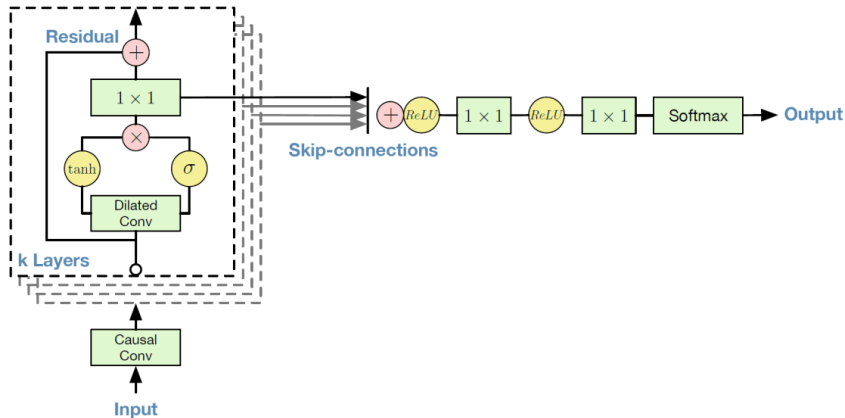 Residual
+
1 × 1
×
tanh
σ
Dilated
Conv
k Layers
Causal
Conv
Input
Skip-connections
+
ReLU
1 × 1
ReLU
1 × 1
Softmax
Output